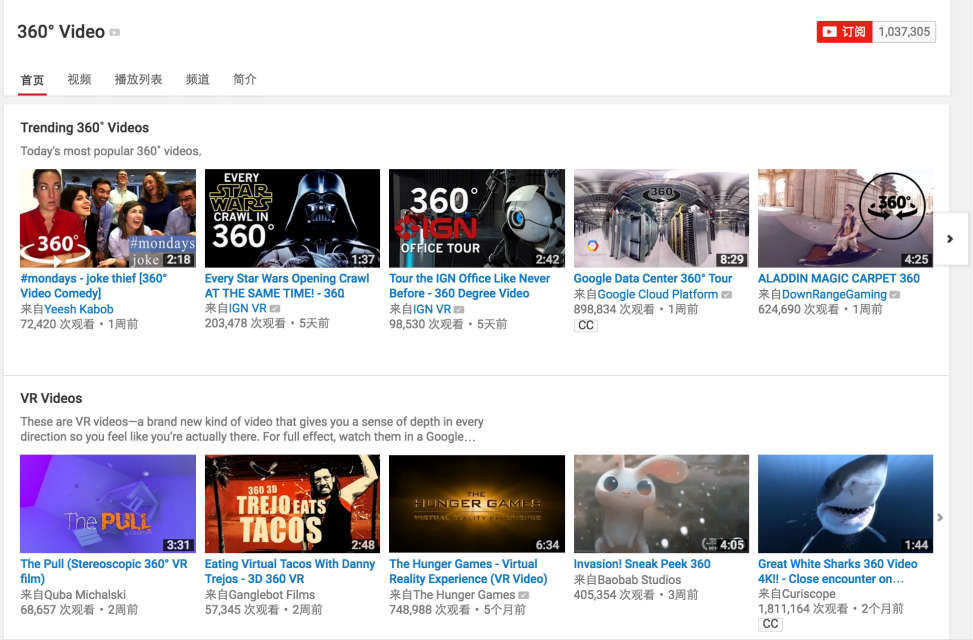 360° Video
订阅 1,037,305
首页 视频 播放列表 频道 简介
Trending 360° Videos
Today's most popular 360° videos.
360°
#mondays
joke
2:18
#mondays - joke thief [360°
Video Comedy]
来自Yeesh Kabob
72,420 次观看 • 1周前
EVERY
STAR
WARS
CRAWL IN
360°
1:37
Every Star Wars Opening Crawl
AT THE SAME TIME! - 360
来自IGN VR
203,478 次观看 • 5天前
360°
IGN
OFFICE TOUR
2:42
Tour the IGN Office Like Never
Before - 360 Degree Video
来自IGN VR
98,530 次观看 • 5天前
360°
8:29
Google Data Center 360° Tour
来自Google Cloud Platform
898,834 次观看 • 1周前
CC
360°
4:25
ALADDIN MAGIC CARPET 360
来自DownRangeGaming
624,690 次观看 • 1周前
VR Videos
These are VR videos—a brand new kind of video that gives you a sense of depth in every
direction so you feel like you're actually there. For full effect, watch them in a Google…
The PULL
3:31
The Pull (Stereoscopic 360° VR
film)
来自Quba Michalski
68,657 次观看 • 2周前
360 3D
TREJO EATS
TACOS
2:48
Eating Virtual Tacos With Danny
Trejos - 3D 360 VR
来自Ganglebot Films
57,345 次观看 • 2周前
THE
HUNGER GAMES
VIRTUAL REALITY EXPERIENCE
6:34
The Hunger Games - Virtual
Reality Experience (VR Video)
来自The Hunger Games
748,988 次观看 • 5个月前
4:05
Invasion! Sneak Peek 360
来自Baobab Studios
405,354 次观看 • 3周前
1:44
Great White Sharks 360 Video
4K!! - Close encounter on…
来自Curiscope
1,811,164 次观看 • 2个月前
CC